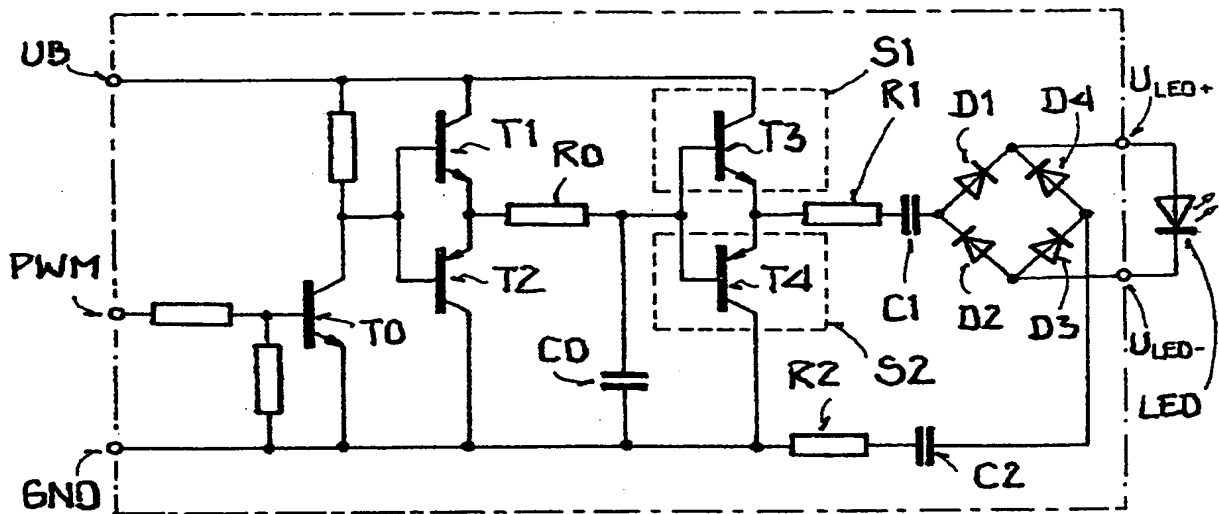 UB
S1
R1
D1
D4
ULED+
T1
R0
T3
PWM
T2
T4
T0
C1
D2
D3
ULED-
C0
S2
R2
LED
GND
C2